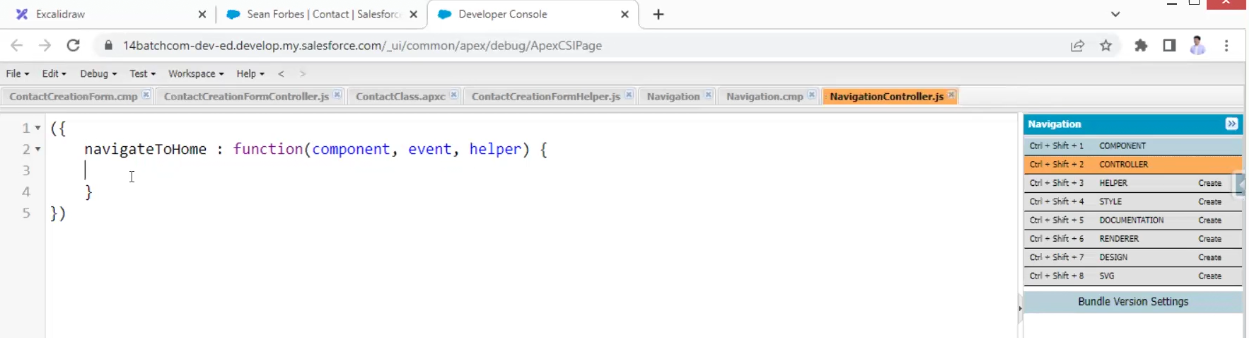 Excalidraw
Sean Forbes | Contact | Salesforc
Developer Console
14batchcom-dev-ed.develop.my.salesforce.com/_ui/common/apex/debug/ApexCSIPage
File Edit Debug Test Workspace Help < >
ContactCreationForm.cmp ContactCreationFormController.js ContactClass.apxc ContactCreationFormHelper.js Navigation Navigation.cmp NavigationController.js
1 ({
2 navigateToHome : function(component, event, helper) {
3
4 }
5 })
Navigation
Ctrl + Shift + 1 COMPONENT
Ctrl + Shift + 2 CONTROLLER
Ctrl + Shift + 3 HELPER Create
Ctrl + Shift + 4 STYLE Create
Ctrl + Shift + 5 DOCUMENTATION Create
Ctrl + Shift + 6 RENDERER Create
Ctrl + Shift + 7 DESIGN Create
Ctrl + Shift + 8 SVG Create
Bundle Version Settings